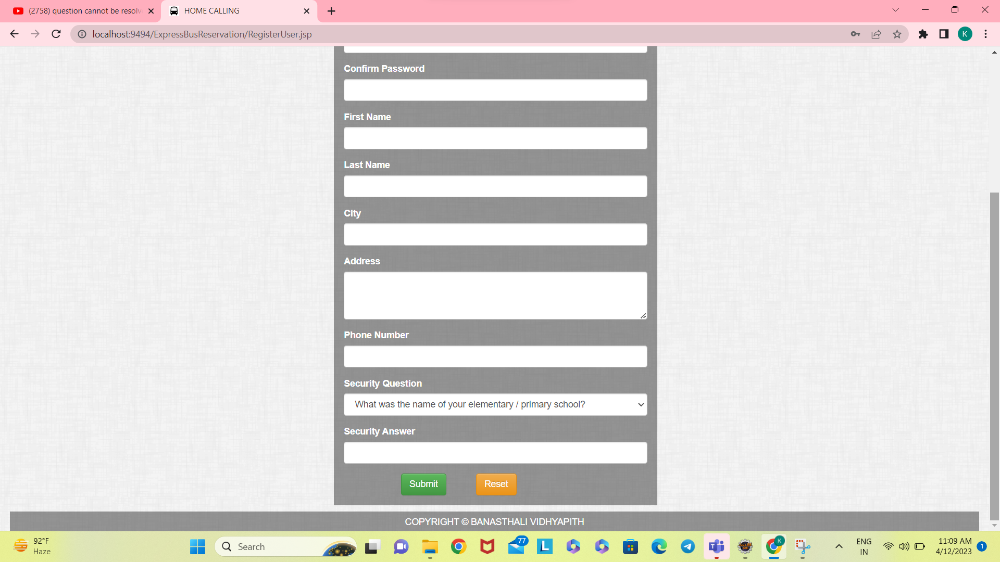 (2758) question cannot be resolv
HOME CALLING
localhost:9494/ExpressBusReservation/RegisterUser.jsp
K
Confirm Password
First Name
Last Name
City
Address
Phone Number
Security Question
What was the name of your elementary / primary school?
Security Answer
Submit Reset
COPYRIGHT © BANASTHALI VIDHYAPITH
92°F
Haze
Search
77
L
K
ENG
IN
11:09 AM
4/12/2023
1